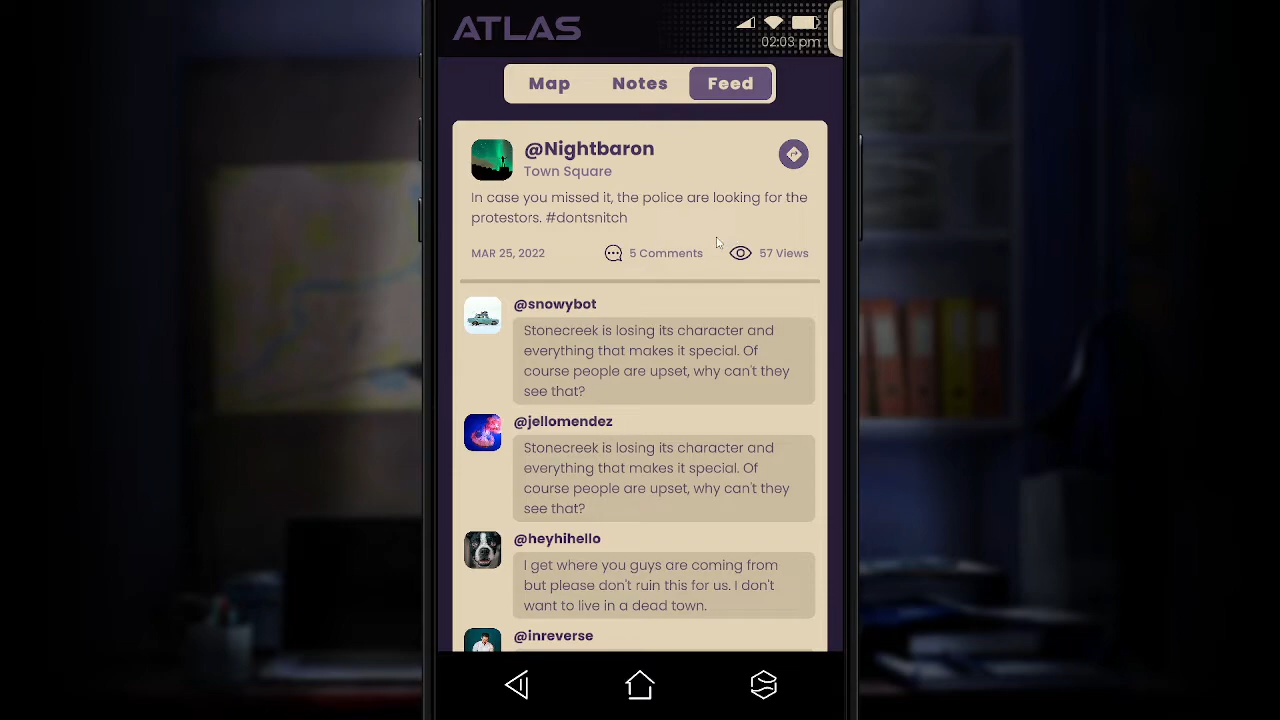 ATLAS
02:03 pm
Map Notes Feed
@Nightbaron
Town Square
In case you missed it, the police are looking for the
protestors. #dontsnitch
MAR 25, 2022 5 Comments 57 Views
@snowybot
Stonecreek is losing its character and
everything that makes it special. Of
course people are upset, why can't they
see that?
@jellomendez
Stonecreek is losing its character and
everything that makes it special. Of
course people are upset, why can't they
see that?
@heyhihello
I get where you guys are coming from
but please don't ruin this for us. I don't
want to live in a dead town.
@inreverse